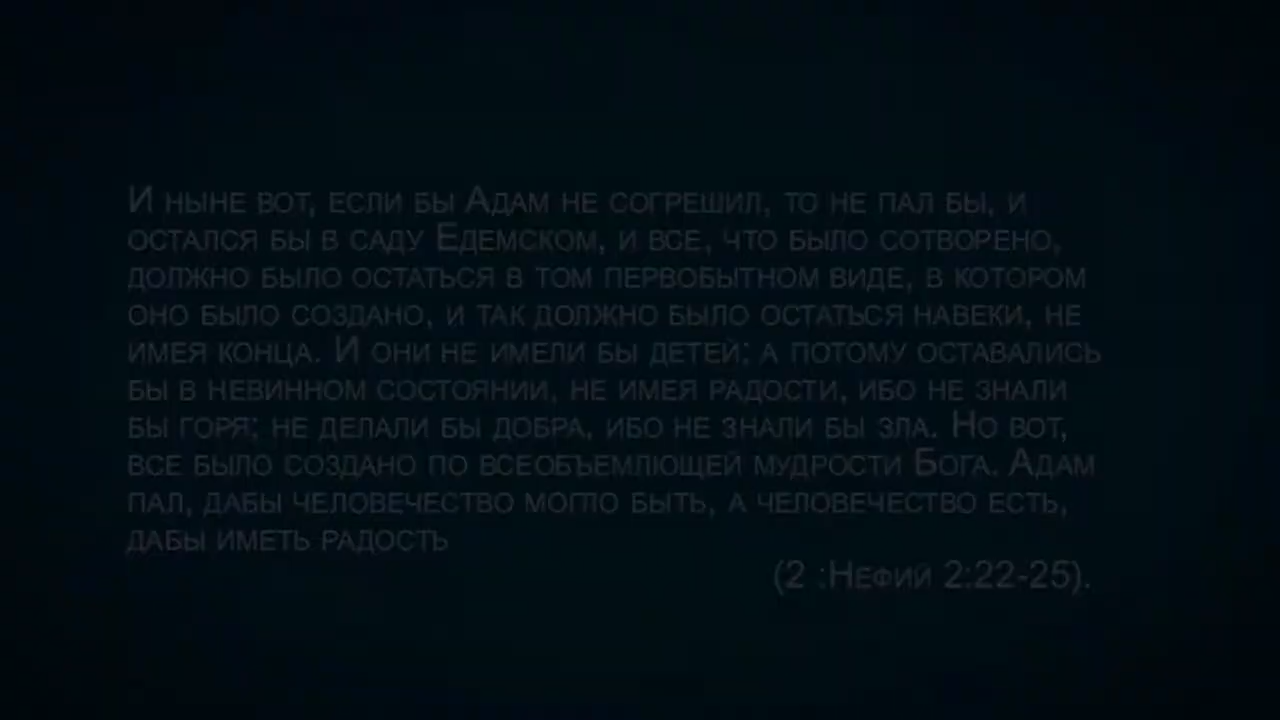 И ныне вот, если бы Адам не согрешил, то не пал бы, и
остался бы в саду Едемском, и все, что было сотворено,
должно было остаться в том первобытном виде, в котором
оно было создано, и так должно было остаться навеки, не
имея конца. И они не имели бы детей; а потому оставались
бы в невинном состоянии, не имея радости, ибо не знали
бы горя; не делали бы добра, ибо не знали бы зла. Но вот,
все было создано по всеобъемлющей мудрости Бога. Адам
пал, дабы человечество могло быть, а человечество есть,
дабы иметь радость
(2 :Нефий 2:22-25).